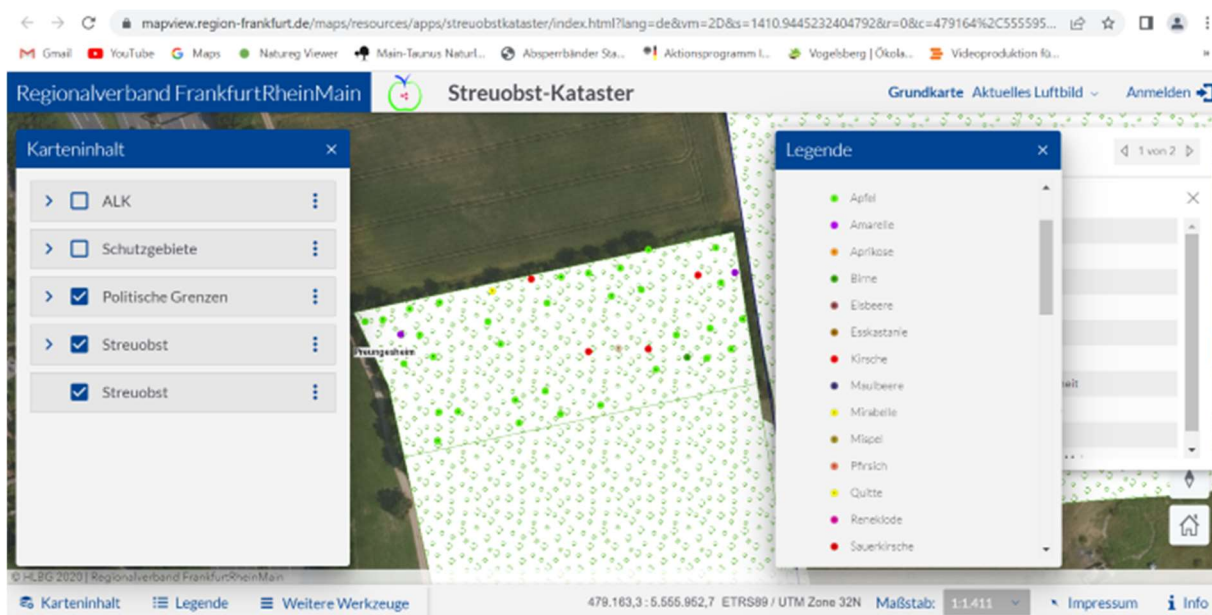 mapview.region-frankfurt.de/maps/resources/apps/streuobstkataster/index.html?lang=de&vm=2D&s=1410.9445232404792&r=0&c=479164%2C555595...
Gmail YouTube Maps Natureg Viewer Main-Taunus Naturl... Absperrbänder Sta... Aktionsprogramm I... Vogelsberg | Ökola... Videoproduktion fü... »
Regionalverband FrankfurtRheinMain Streuobst-Kataster Grundkarte Aktuelles Luftbild Anmelden
Karteninhalt ×
ALK
Schutzgebiete
Politische Grenzen
Streuobst
Streuobst
Preungesheim
Legende ×
Apfel
Amarelle
Aprikose
Birne
Elsbeere
Esskastanie
Kirsche
Maulbeere
Mirabelle
Mispel
Pfirsich
Quitte
Reneklode
Sauerkirsche
1 von 2
eit
© HLBG 2020 | Regionalverband FrankfurtRheinMain
Karteninhalt Legende Weitere Werkzeuge 479.163,3 : 5.555.952,7 ETRS89 / UTM Zone 32N Maßstab: 1:1.411 Impressum Info